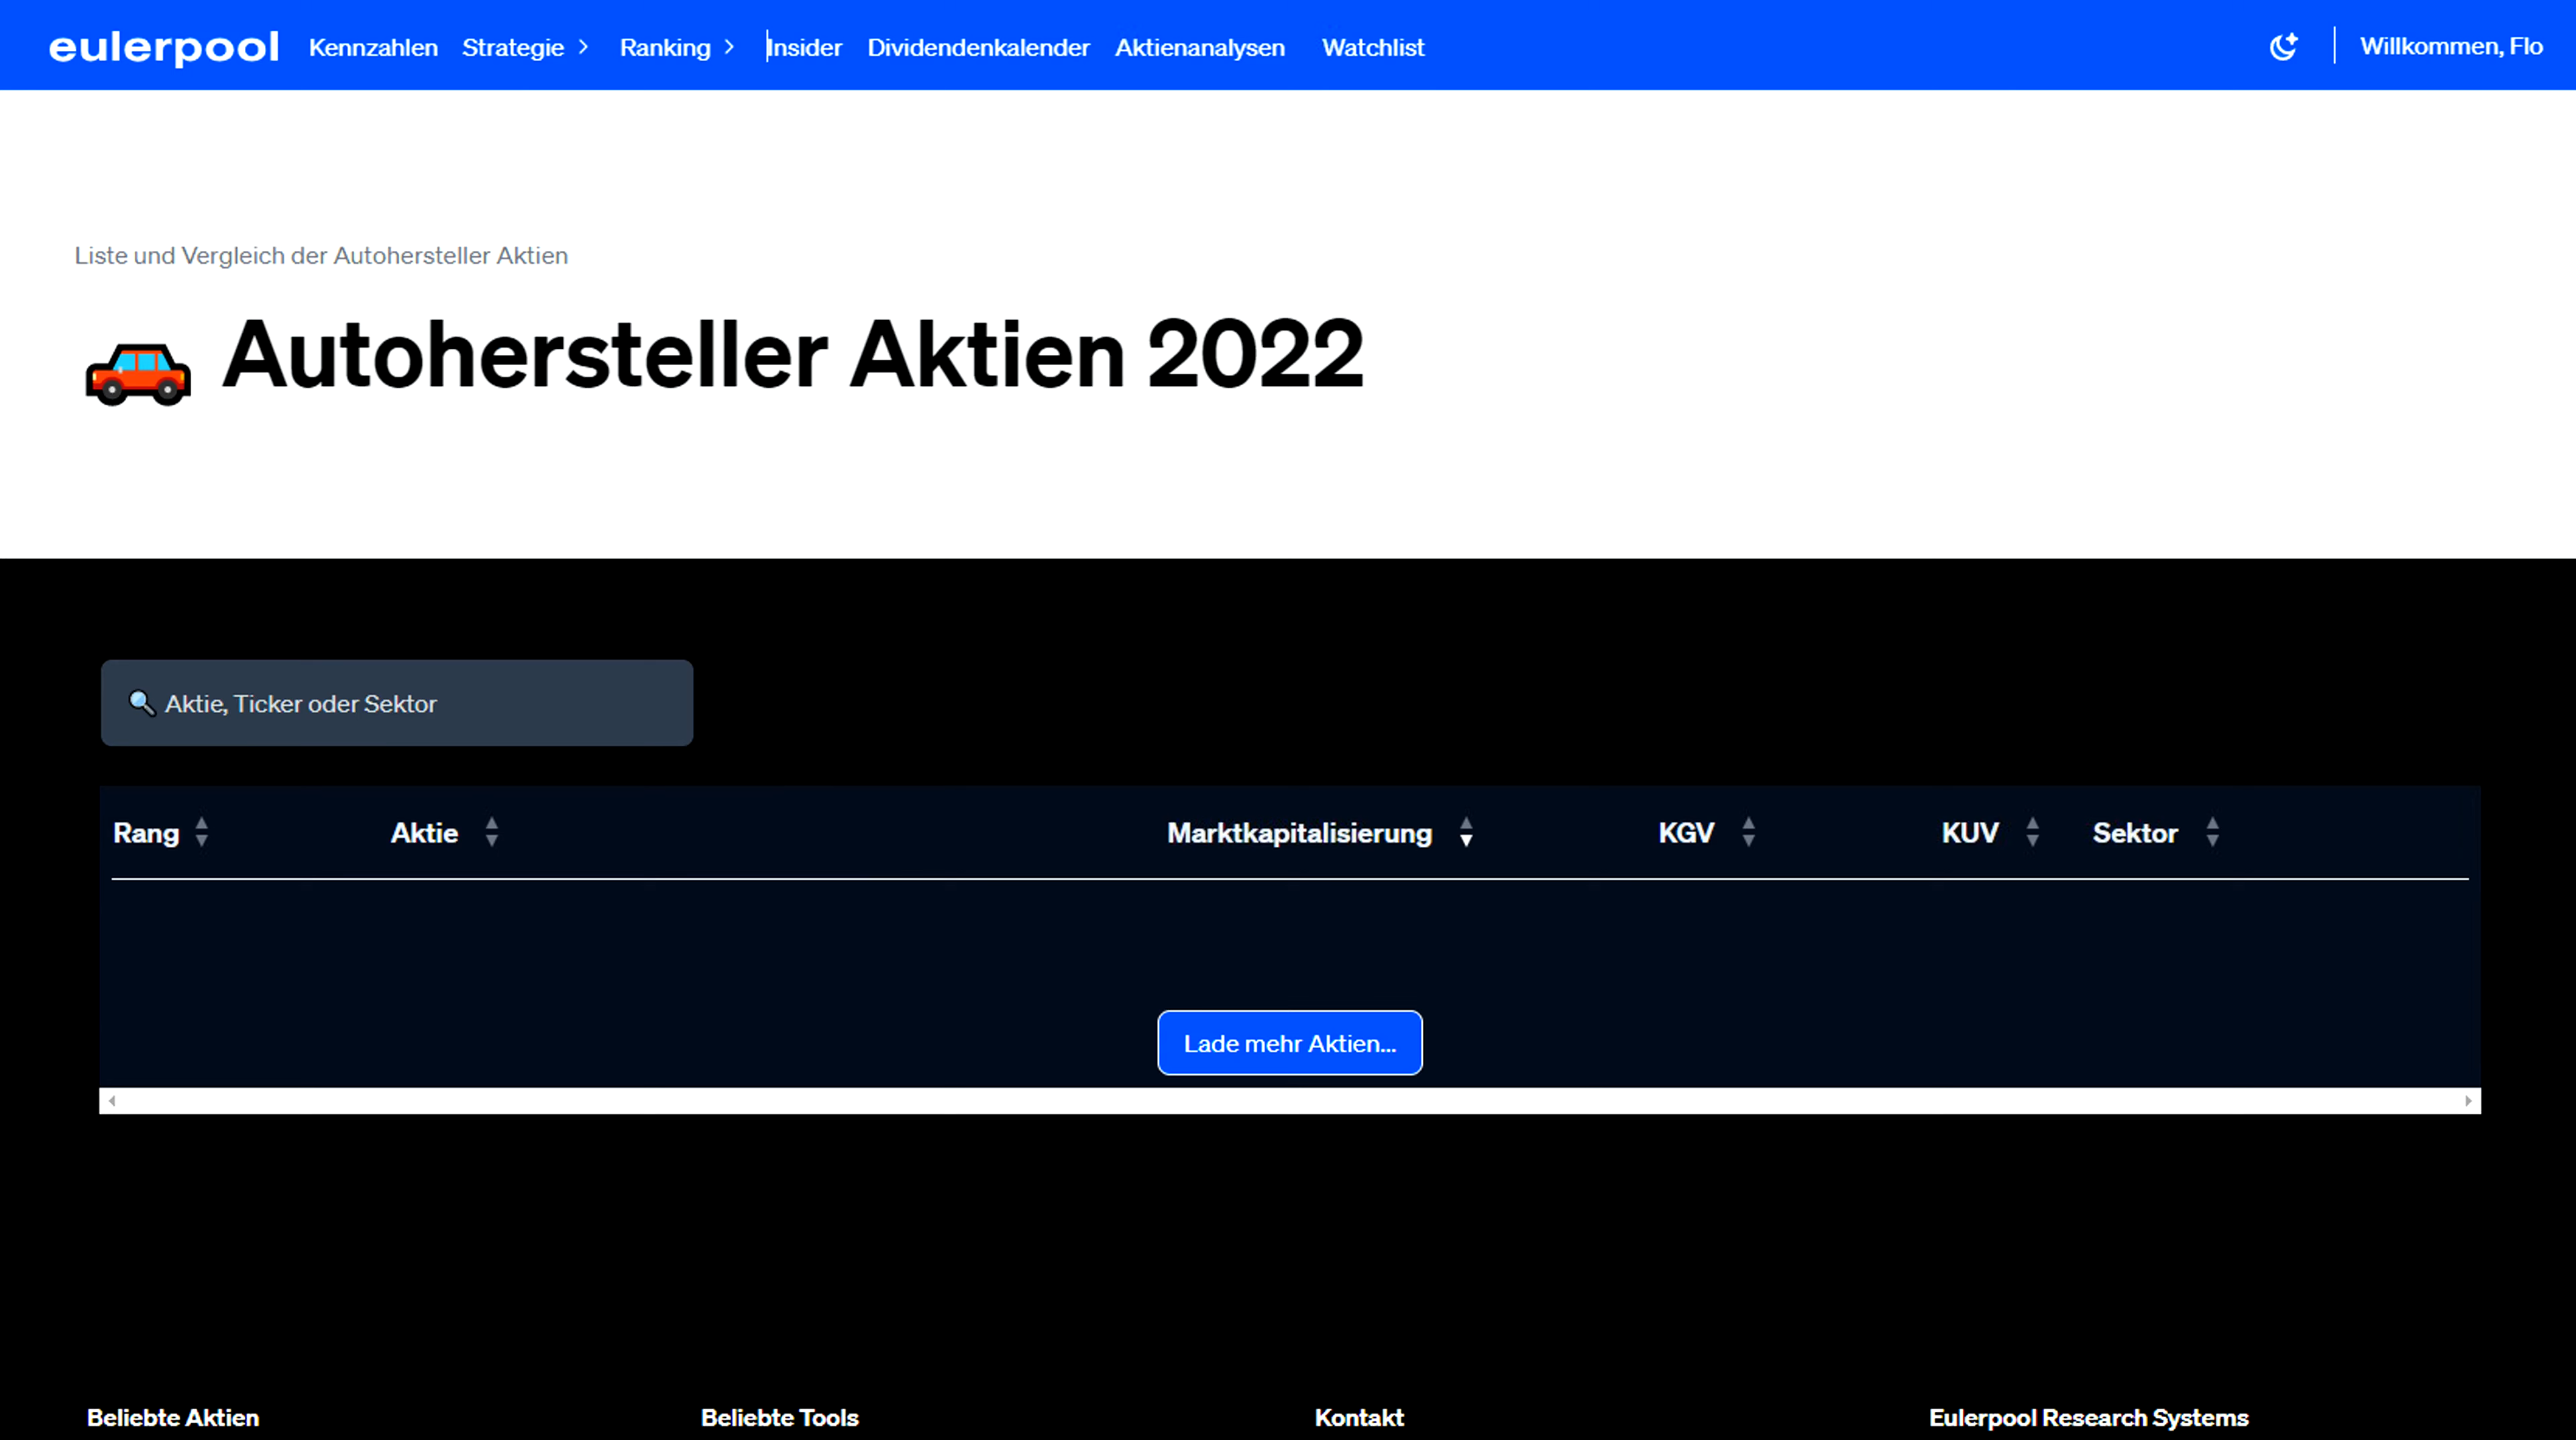 eulerpool Kennzahlen Strategie Ranking Insider Dividendenkalender Aktienanalysen Watchlist Willkommen, Flo
Liste und Vergleich der Autohersteller Aktien
Autohersteller Aktien 2022
Aktie, Ticker oder Sektor
Rang Aktie Marktkapitalisierung KGV KUV Sektor
Lade mehr Aktien...
Beliebte Aktien Beliebte Tools Kontakt Eulerpool Research Systems